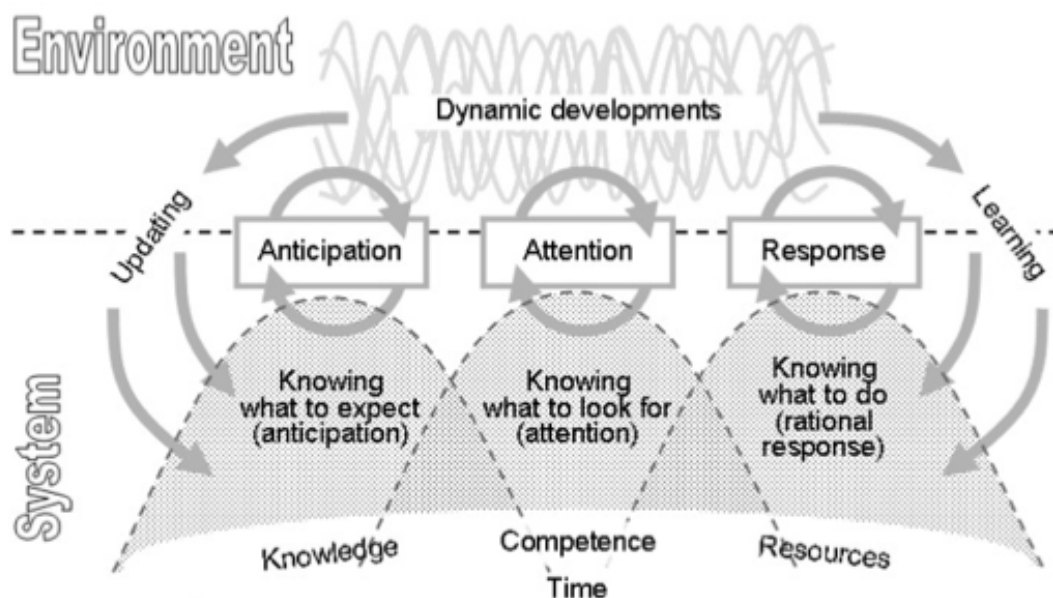 Environment
Dynamic developments
Updating
Learning
Anticipation
Attention
Response
Knowing
what to expect
(anticipation)
Knowing
what to look for
(attention)
Knowing
what to do
(rational
response)
System
Knowledge
Competence
Resources
Time